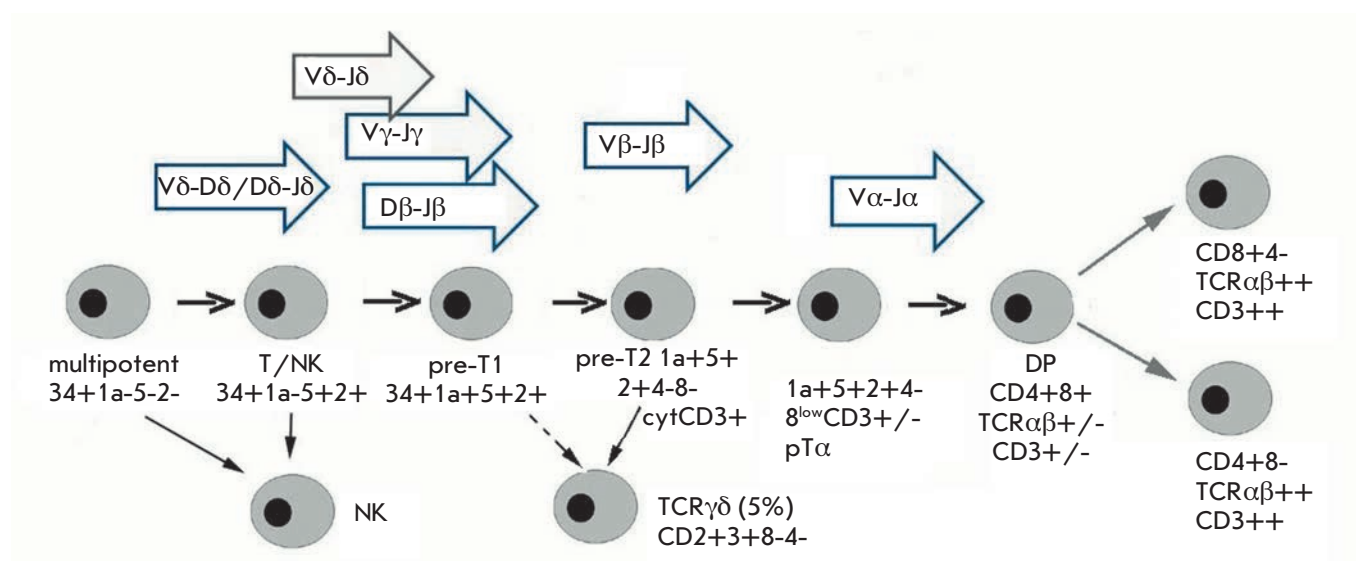 Vδ-Jδ
Vγ-Jγ
Vδ-Dδ/Dδ-Jδ
Dβ-Jβ
Vβ-Jβ
Vα-Jα
multipotent
34+1a-5-2-
T/NK
34+1a-5+2+
pre-T1
34+1a+5+2+
pre-T2 1a+5+
2+4-8-
cytCD3+
1a+5+2+4-
8ˡᵒʷCD3+/-
pTα
DP
CD4+8+
TCRαβ+/-
CD3+/-
CD8+4-
TCRαβ++
CD3++
CD4+8-
TCRαβ++
CD3++
NK
TCRγδ (5%)
CD2+3+8-4-